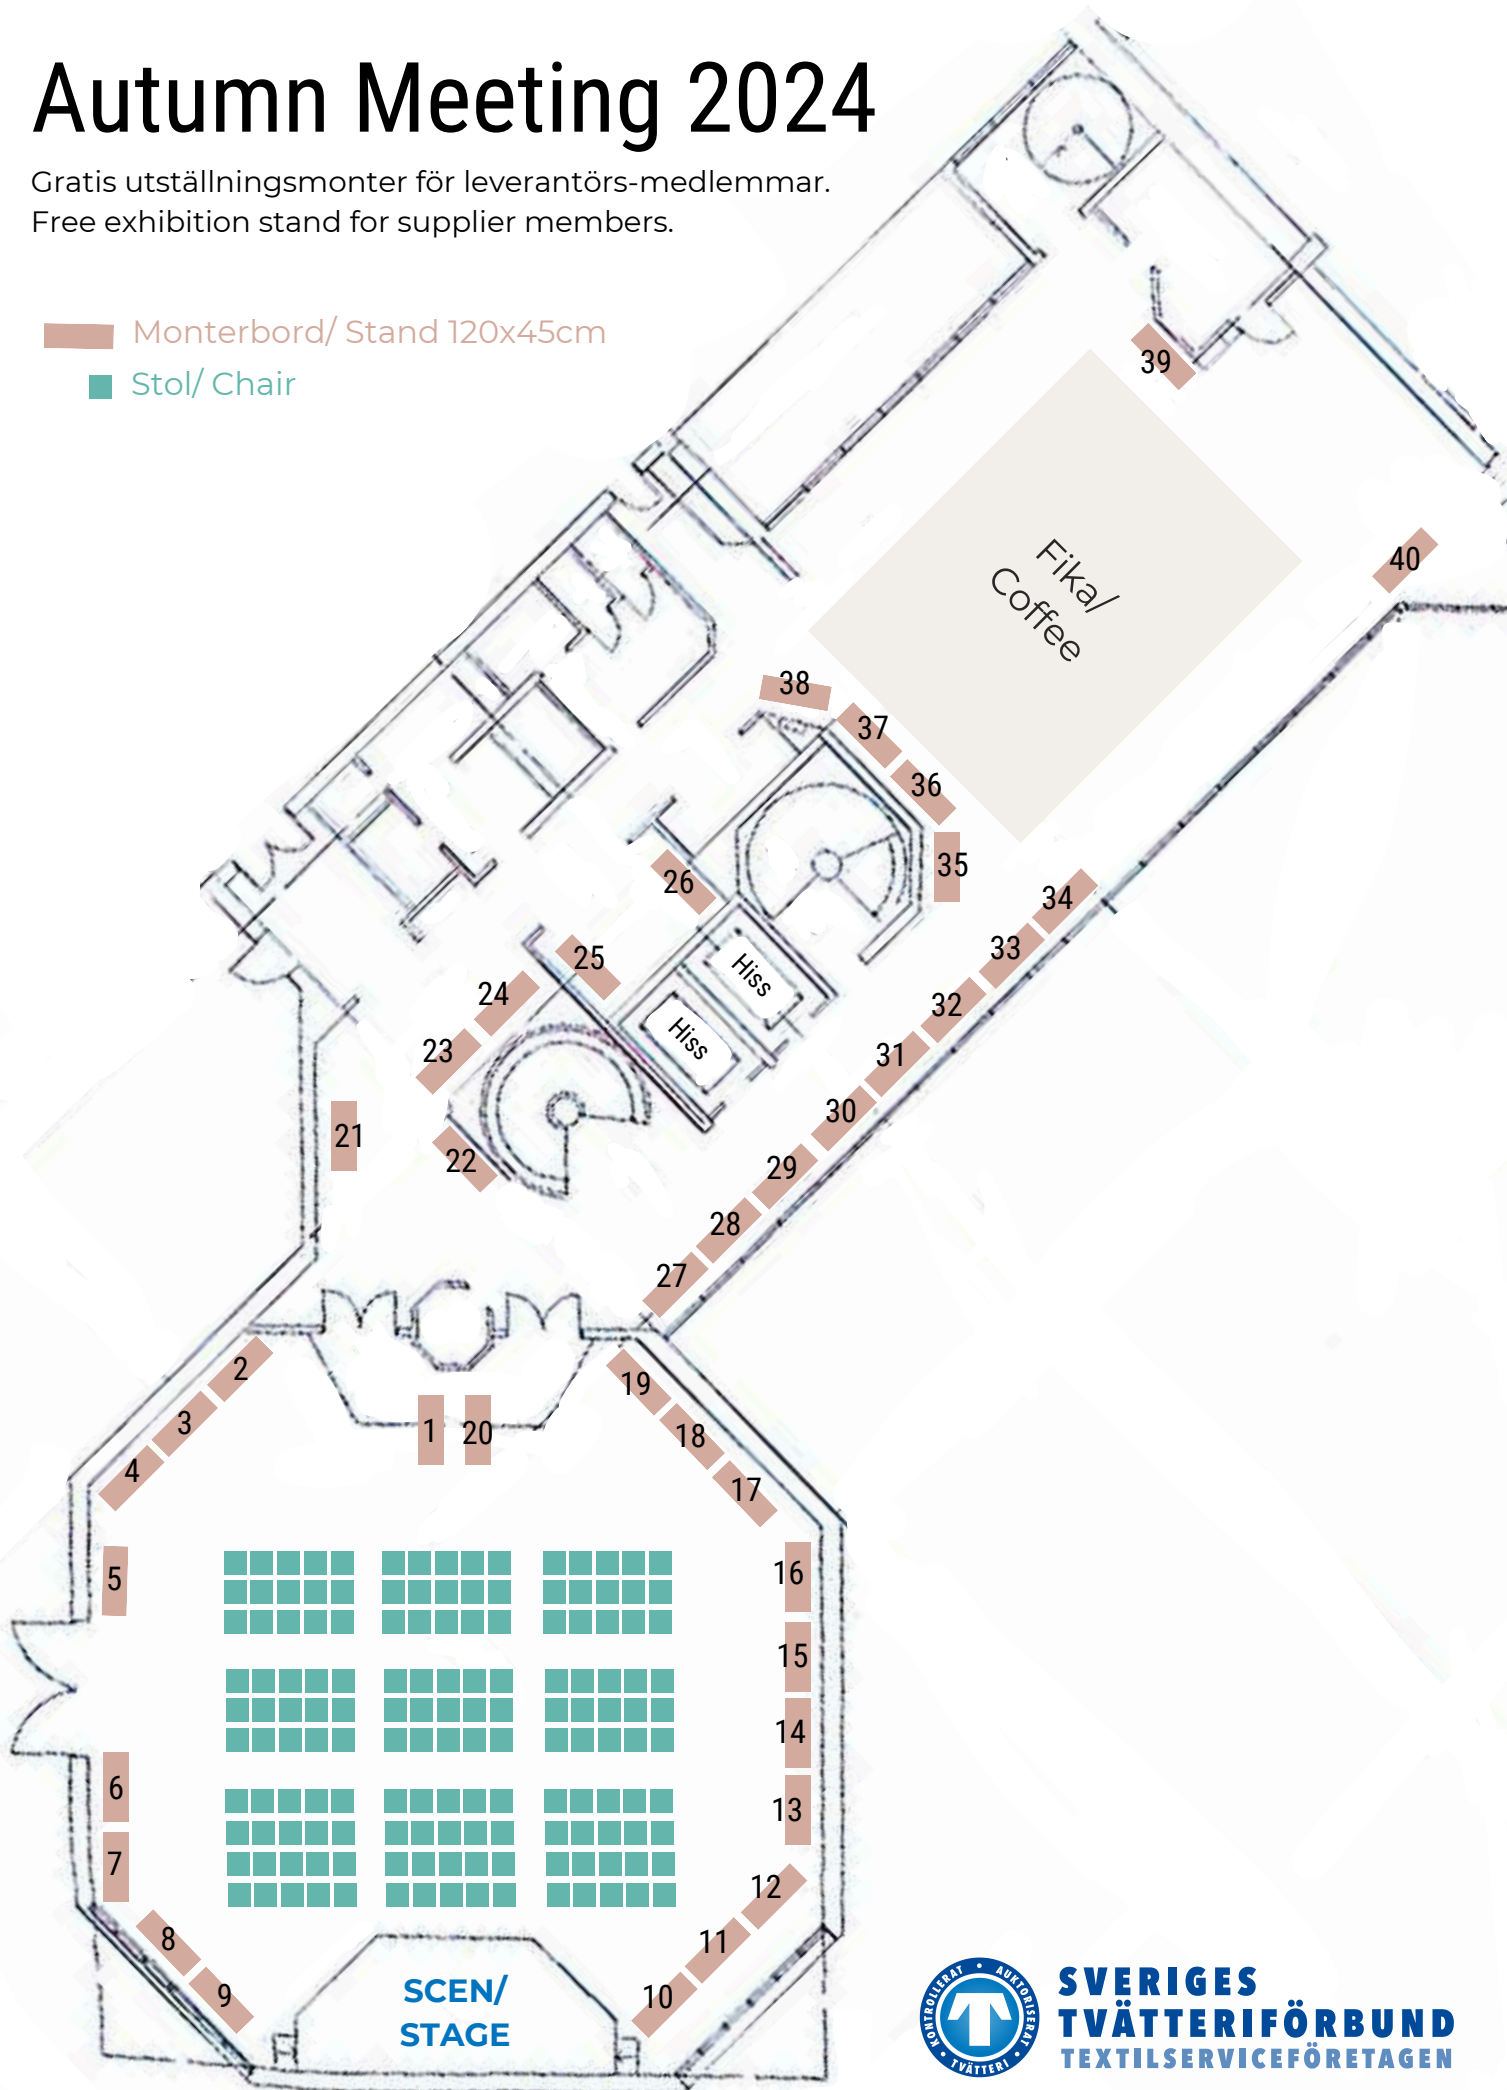 Autumn Meeting 2024
Gratis utställningsmonter för leverantörs-medlemmar.
Free exhibition stand for supplier members.
Monterbord/ Stand 120x45cm
Stol/ Chair
39
40
Fika/
Coffee
38
37
36
35
26
34
33
25
Hiss
24
32
Hiss
23
31
30
21
22
29
28
27
2
19
3
1
20
18
4
17
5
16
15
14
6
13
7
12
8
11
9
10
SCEN/
STAGE
KONTROLLERAT • AUKTORISERAT • TVÄTTERI •
T
SVERIGES
TVÄTTERIFÖRBUND
TEXTILSERVICEFÖRETAGEN